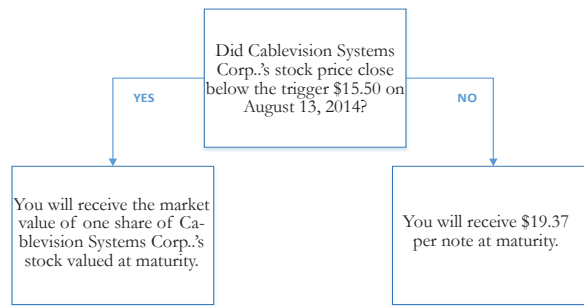 Did Cablevision Systems
Corp..'s stock price close
below the trigger $15.50 on
August 13, 2014?
YES
NO
You will receive the market
value of one share of Ca-
blevision Systems Corp..'s
stock valued at maturity.
You will receive $19.37
per note at maturity.